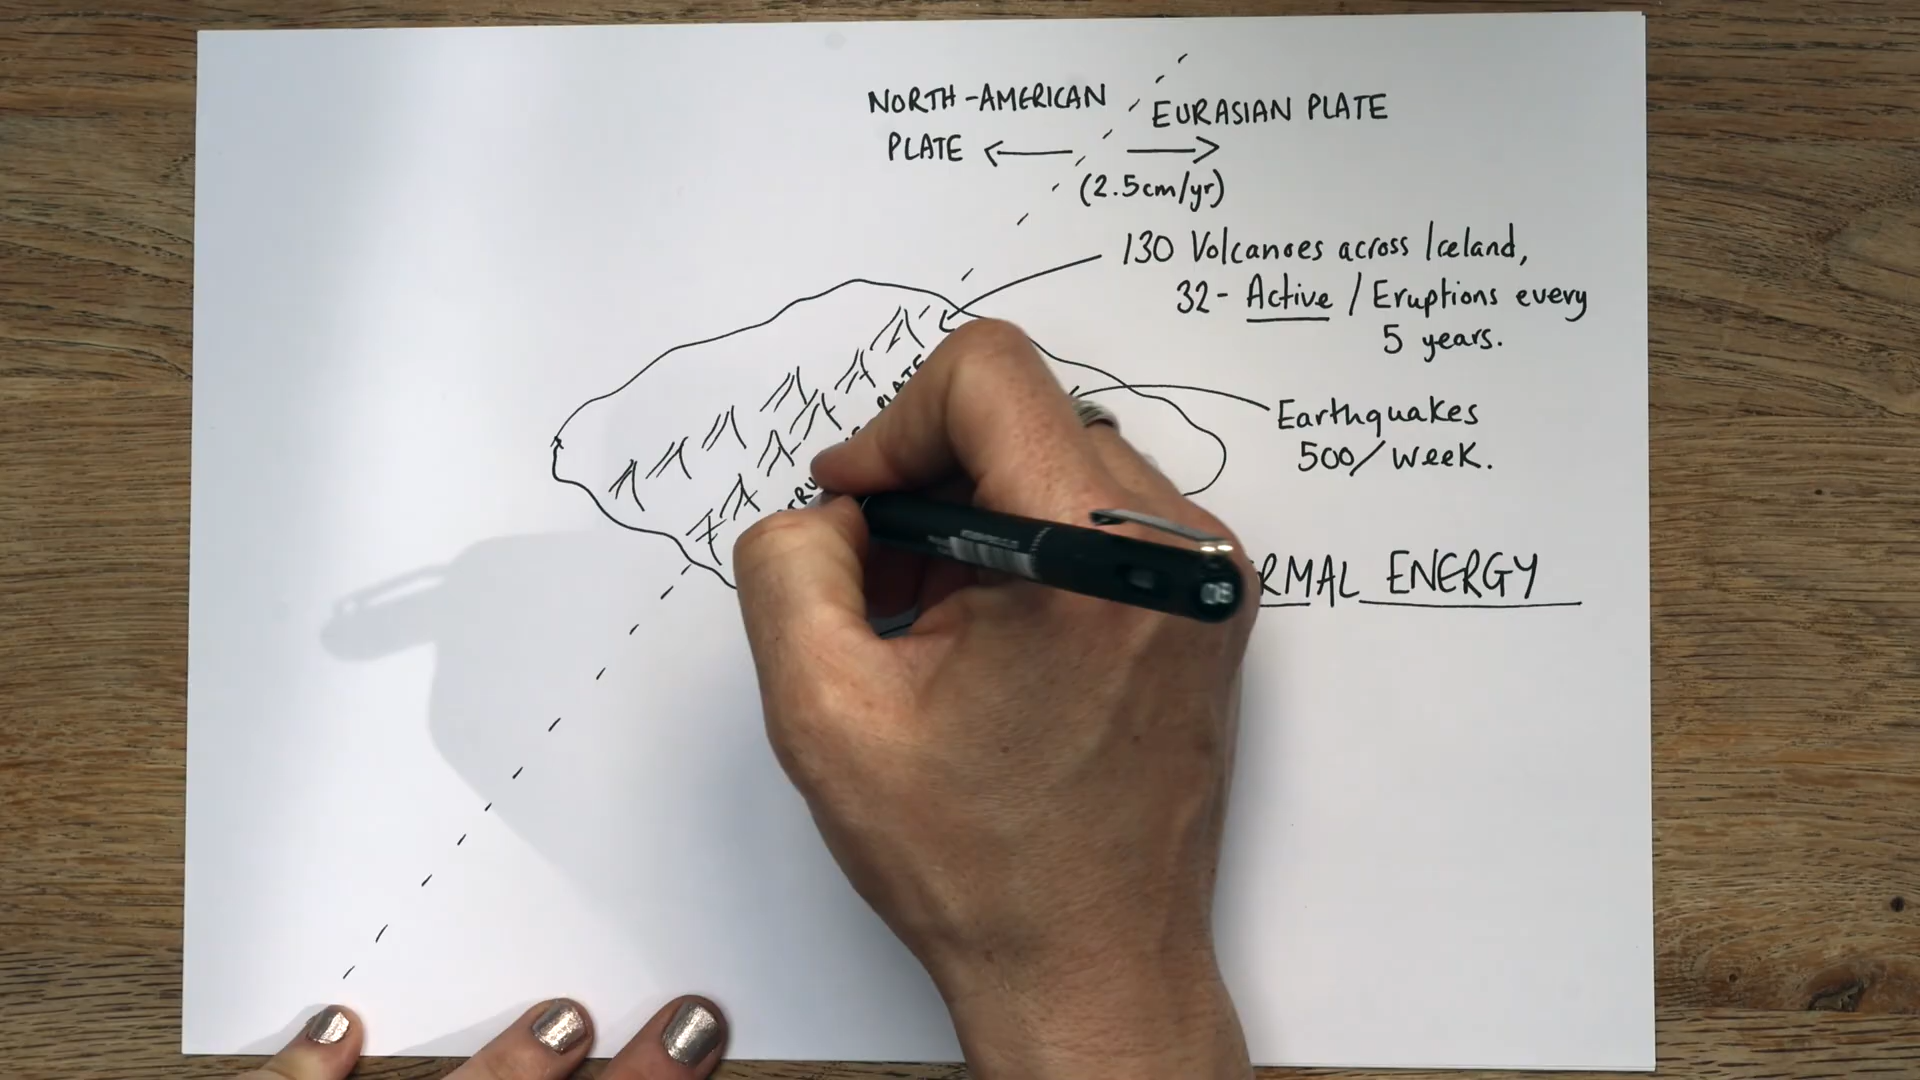 NORTH-AMERICAN
PLATE
EURASIAN PLATE
(2.5cm/yr)
130 Volcanoes across Iceland,
32- Active / Eruptions every
5 years.
Earthquakes
500/week.
PLATE
RMAL ENERGY